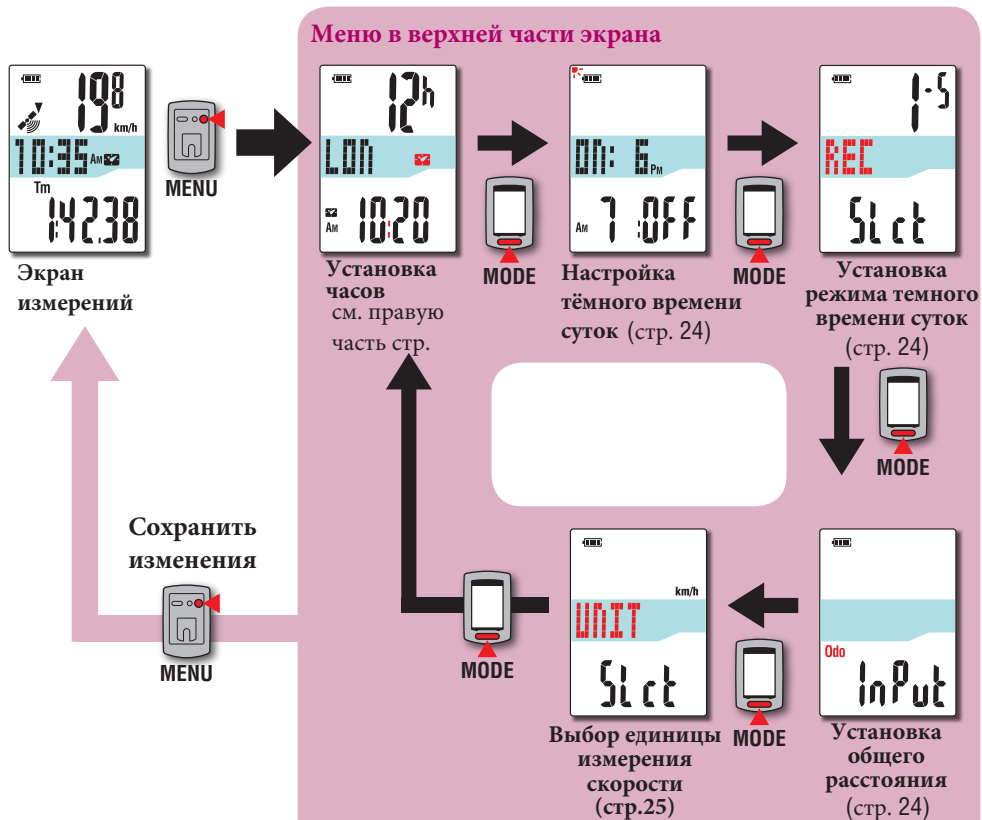 Меню в верхней части экрана
19⁸
km/h
10:35 AM
Tm
1:42.38
MENU
Экран
измерений
12h
LON
AM 10:20
Установка
часов
см. правую
часть стр.
MODE
ON: 6 PM
AM 7 :OFF
Настройка
тёмного времени
суток (стр. 24)
MODE
1-5
REC
SLct
Установка
режима темного
времени суток
(стр. 24)
MODE
Odo
InPut
Установка
общего
расстояния
(стр. 24)
MODE
km/h
UNIT
SLct
Выбор единицы
измерения
скорости
(стр.25)
MODE
Сохранить
изменения
MENU